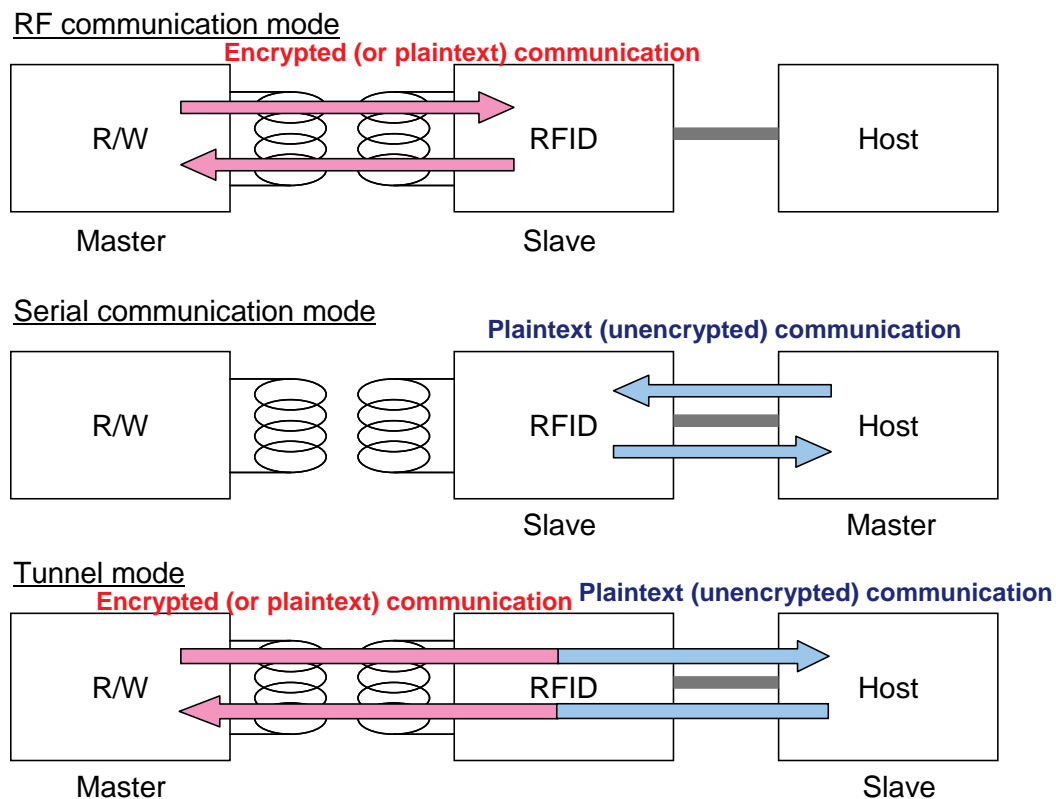 RF communication mode
Encrypted (or plaintext) communication
R/W RFID Host
Master Slave
Serial communication mode
Plaintext (unencrypted) communication
R/W RFID Host
Slave Master
Tunnel mode
Encrypted (or plaintext) communication Plaintext (unencrypted) communication
R/W RFID Host
Master Slave